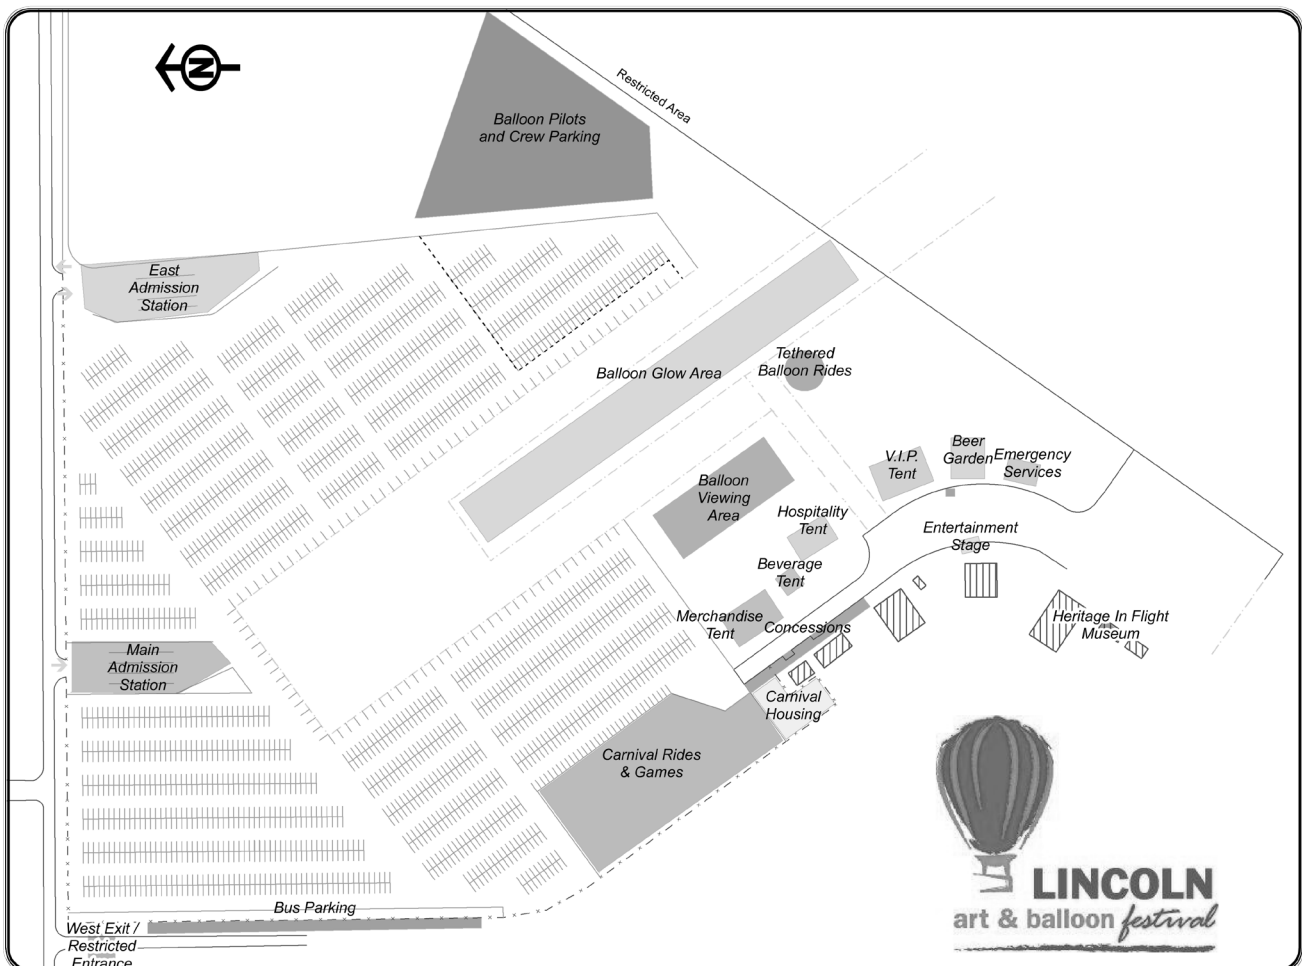 N
Restricted Area
Balloon Pilots
and Crew Parking
East
Admission
Station
Balloon Glow Area
Tethered
Balloon Rides
V.I.P.
Tent
Beer
Garden
Emergency
Services
Balloon
Viewing
Area
Hospitality
Tent
Entertainment
Stage
Beverage
Tent
Merchandise
Tent
Concessions
Heritage In Flight
Museum
Main
Admission
Station
Carnival
Housing
Carnival Rides
& Games
Bus Parking
West Exit /
Restricted
Entrance
LINCOLN
art & balloon festival